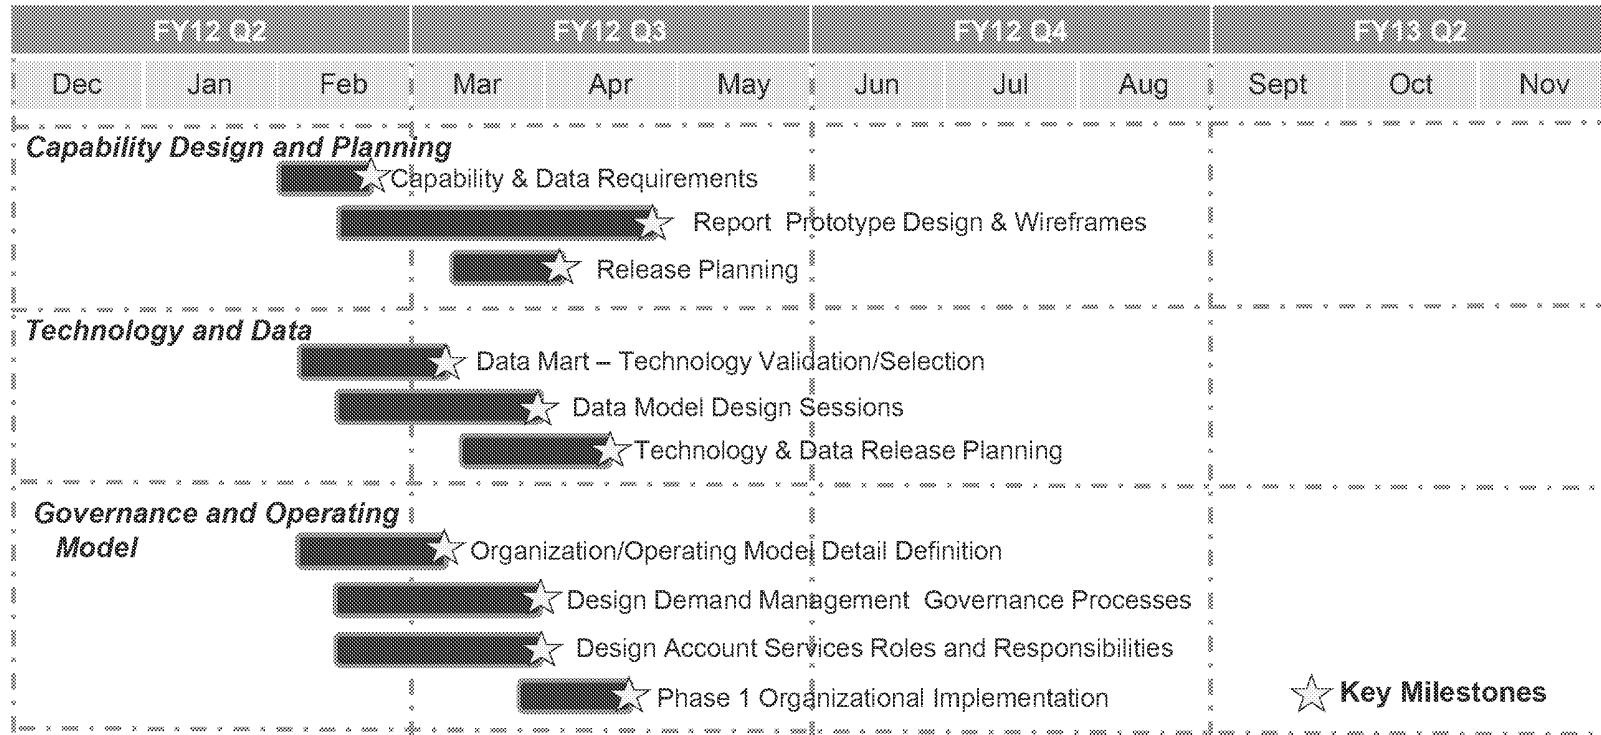 FY12 Q2 FY12 Q3 FY12 Q4 FY13 Q2
Dec Jan Feb Mar Apr May Jun Jul Aug Sept Oct Nov
Capability Design and Planning
Capability & Data Requirements
Report Prototype Design & Wireframes
Release Planning
Technology and Data
Data Mart – Technology Validation/Selection
Data Model Design Sessions
Technology & Data Release Planning
Governance and Operating
Model
Organization/Operating Model Detail Definition
Design Demand Management Governance Processes
Design Account Services Roles and Responsibilities
Phase 1 Organizational Implementation
Key Milestones